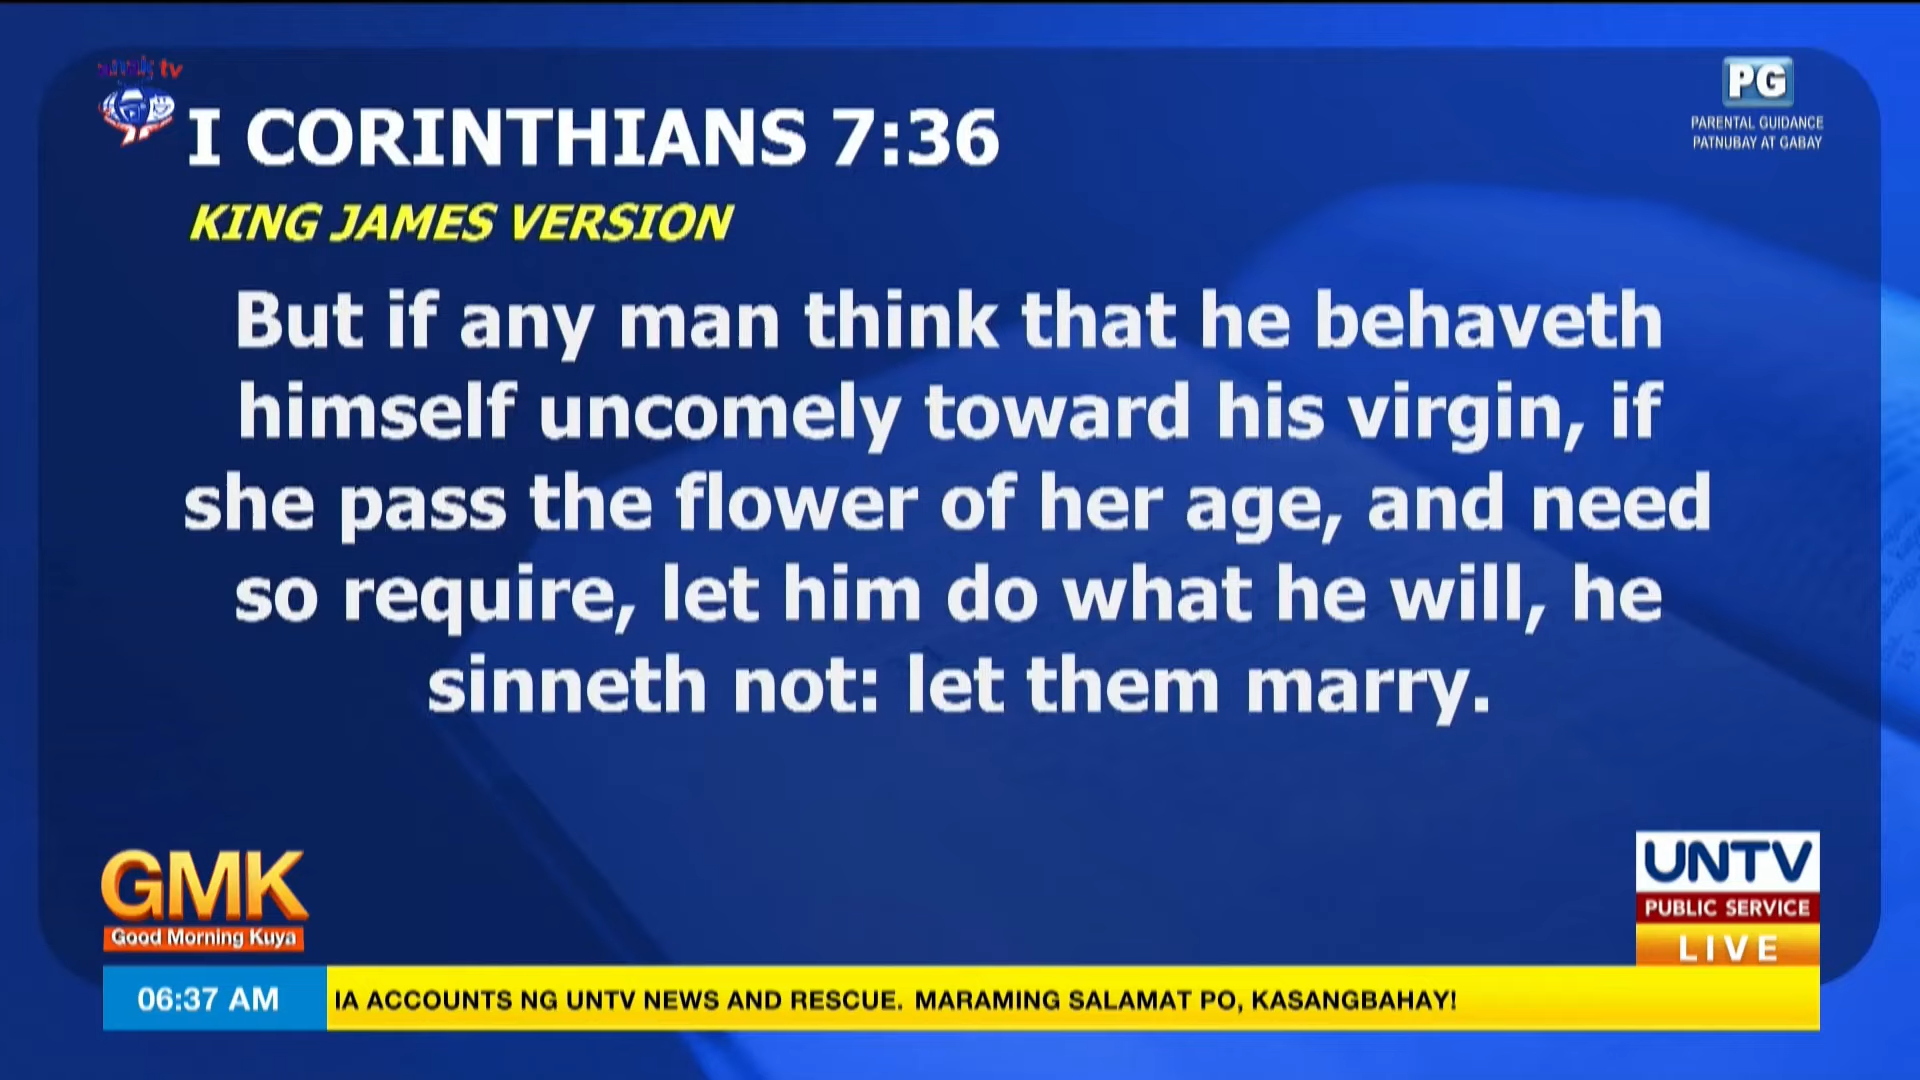 anak tv
PG
PARENTAL GUIDANCE
PATNUBAY AT GABAY
I CORINTHIANS 7:36
KING JAMES VERSION
But if any man think that he behaveth
himself uncomely toward his virgin, if
she pass the flower of her age, and need
so require, let him do what he will, he
sinneth not: let them marry.
GMK
Good Morning Kuya
UNTV
PUBLIC SERVICE
LIVE
06:37 AM
IA ACCOUNTS NG UNTV NEWS AND RESCUE. MARAMING SALAMAT PO, KASANGBAHAY!